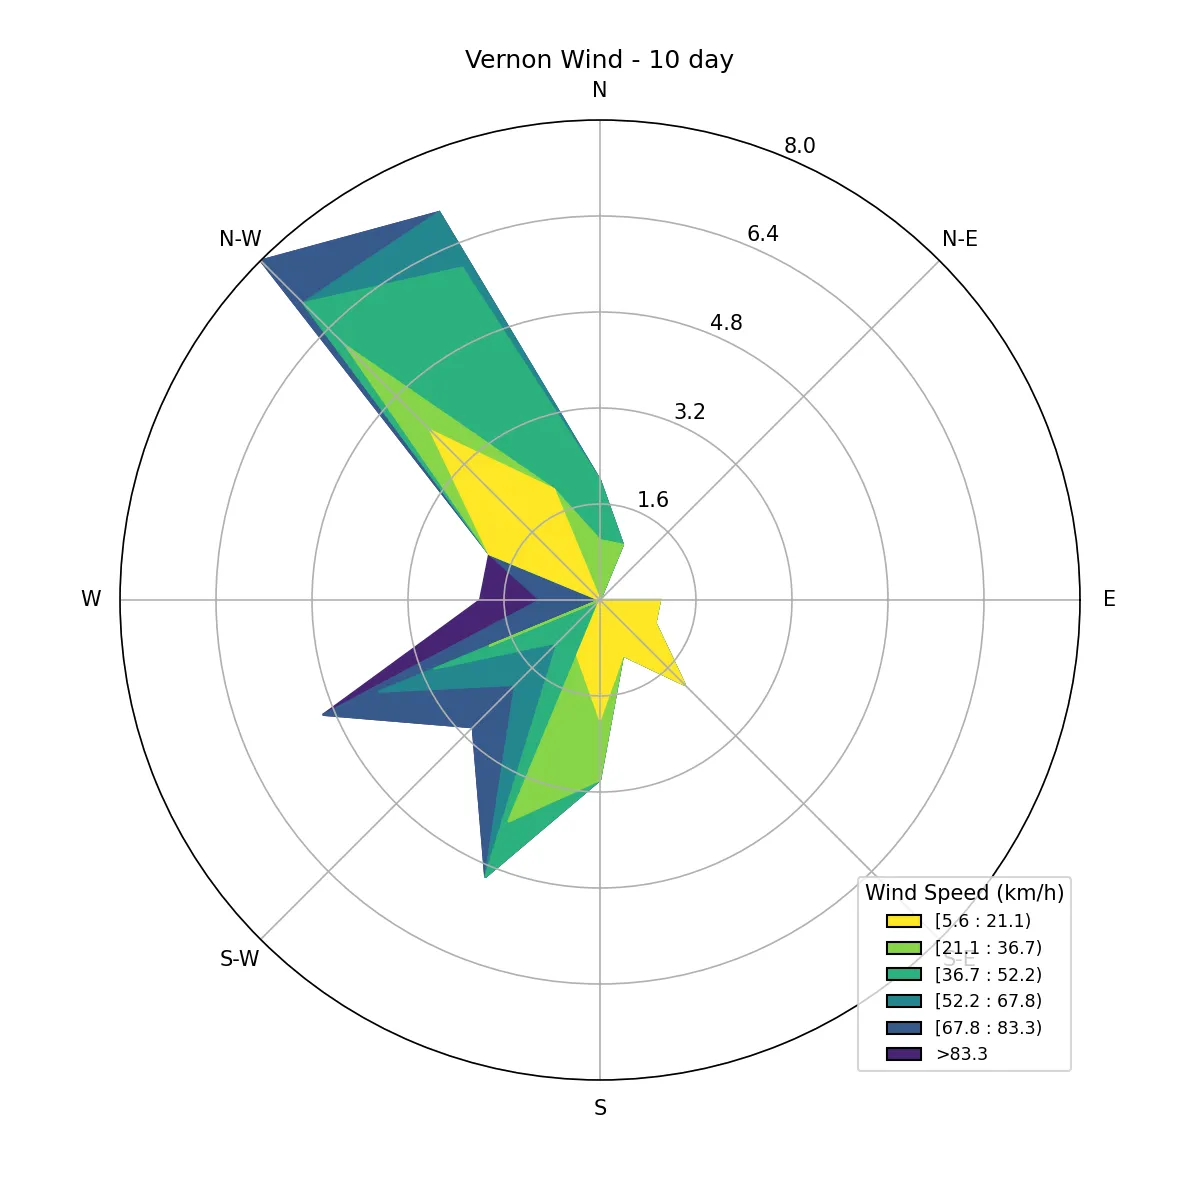 Vernon Wind - 10 day
N
8.0
N-W
6.4
N-E
4.8
3.2
1.6
W
E
Wind Speed (km/h)
[5.6 : 21.1)
[21.1 : 36.7)
S-W
S-E
[36.7 : 52.2)
[52.2 : 67.8)
[67.8 : 83.3)
>83.3
S